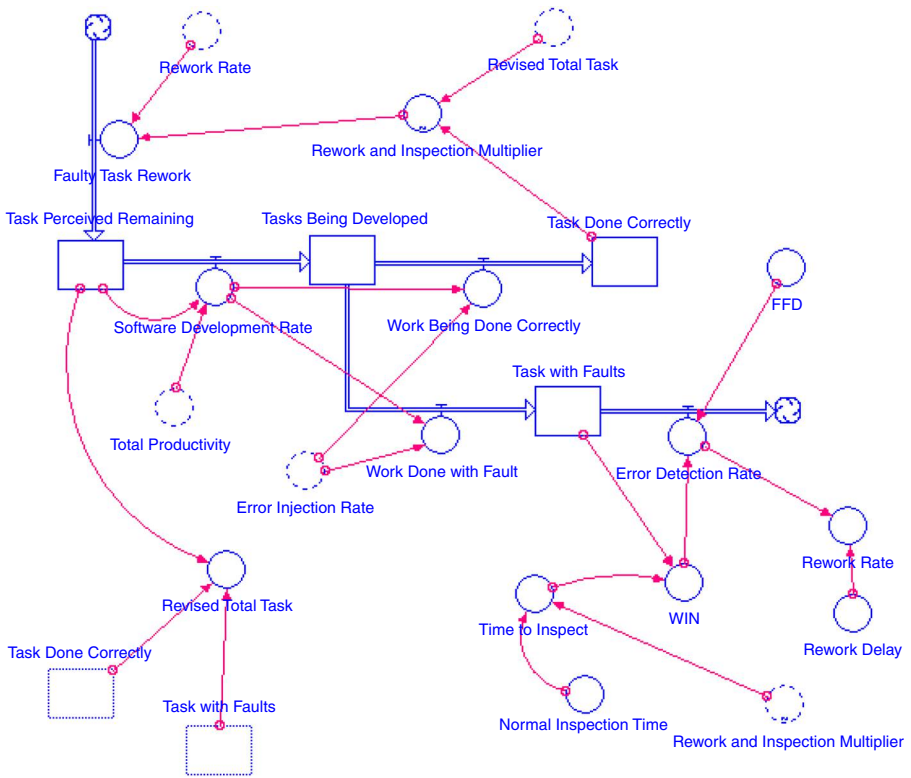 Rework Rate
Revised Total Task
Rework and Inspection Multiplier
Faulty Task Rework
Task Perceived Remaining
Tasks Being Developed
Task Done Correctly
FFD
Software Development Rate
Work Being Done Correctly
Task with Faults
Total Productivity
Work Done with Fault
Error Detection Rate
Error Injection Rate
Rework Rate
Revised Total Task
WIN
Time to Inspect
Rework Delay
Task Done Correctly
Task with Faults
Normal Inspection Time
Rework and Inspection Multiplier